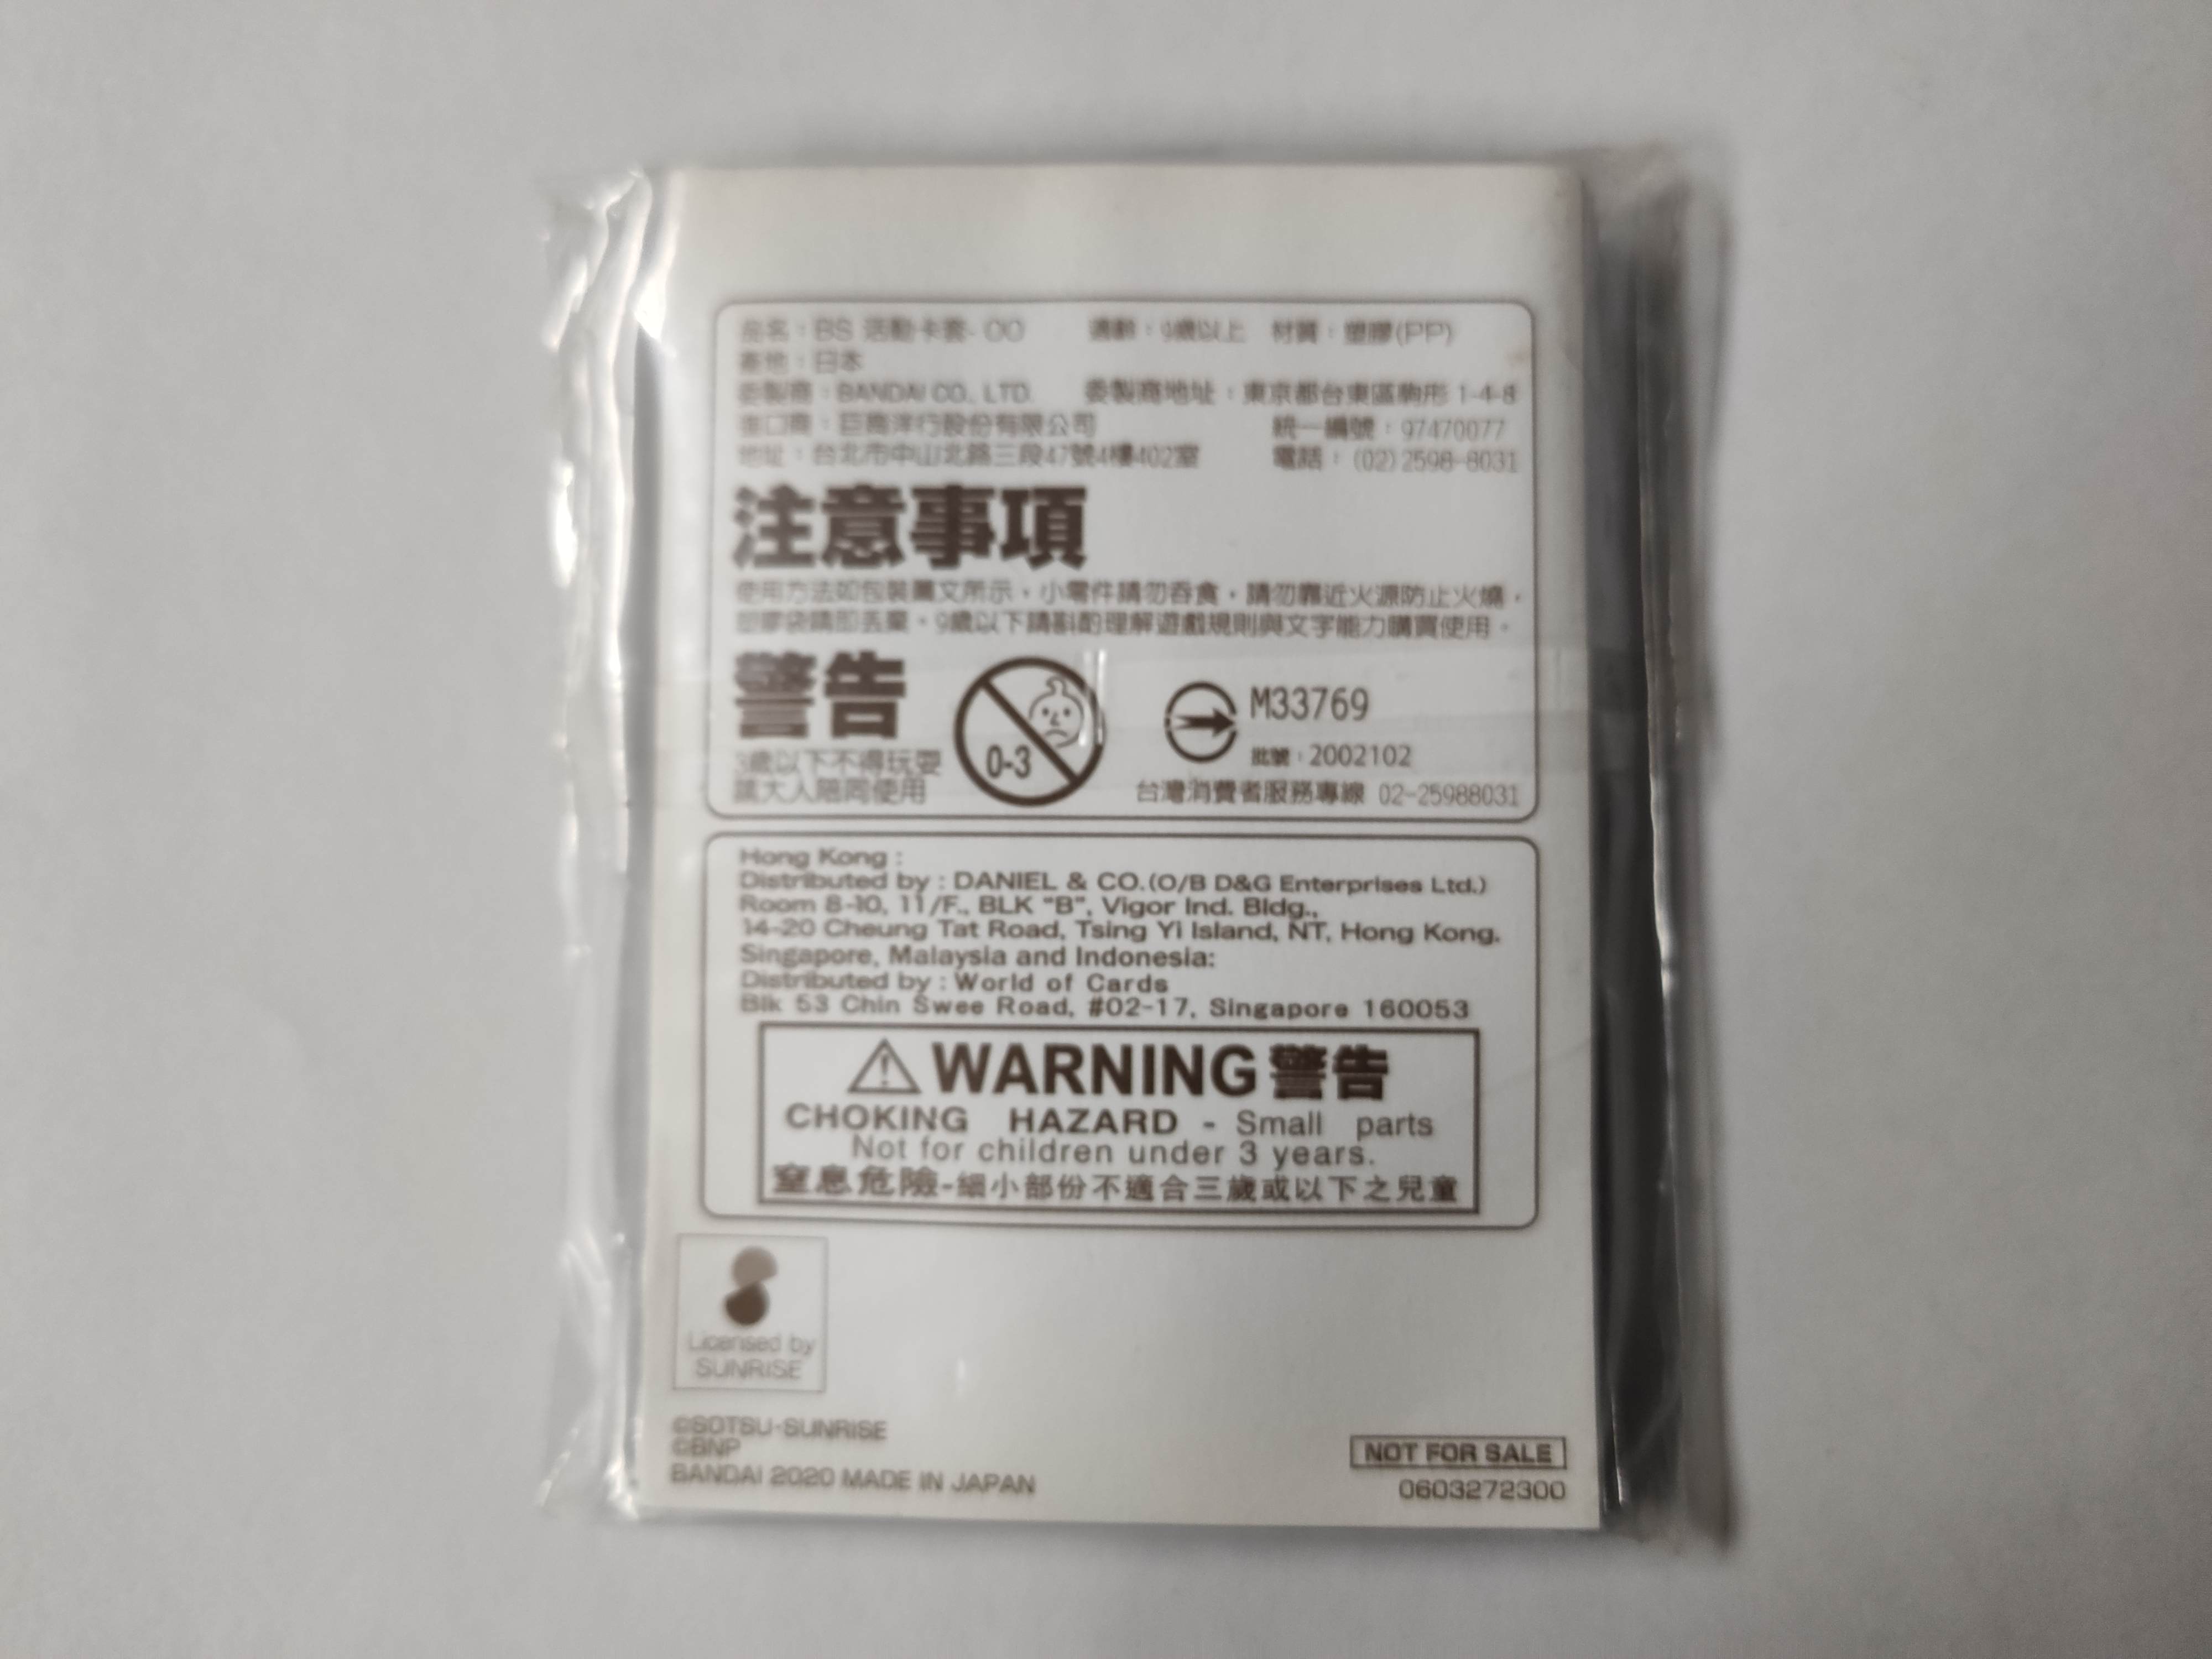 品名：BS 活動卡套- OO 適齡：9歲以上 材質：塑膠(PP)
產地：日本
委製商：BANDAI CO., LTD. 委製商地址：東京都台東區駒形 1-4-8
進口商：巨商洋行股份有限公司 統一編號：97470077
地址：台北市中山北路三段47號4樓402室 電話：(02)2598-8031
注意事項
使用方法如包裝圖文所示，小零件請勿吞食，請勿靠近火源防止火燒，
塑膠袋請即丟棄。9歲以下請斟酌理解遊戲規則與文字能力購買使用。
警告
3歲以下不得玩耍
請大人陪同使用
0-3
M33769
批號：2002102
台灣消費者服務專線 02-25988031
Hong Kong :
Distributed by : DANIEL & CO.(O/B D&G Enterprises Ltd.)
Room 8-10, 11/F., BLK "B", Vigor Ind. Bldg.,
14-20 Cheung Tat Road, Tsing Yi Island, NT, Hong Kong.
Singapore, Malaysia and Indonesia:
Distributed by : World of Cards
Blk 53 Chin Swee Road, #02-17, Singapore 160053
WARNING 警告
CHOKING HAZARD - Small parts
Not for children under 3 years.
窒息危險-細小部份不適合三歲或以下之兒童
Licensed by
SUNRISE
©SOTSU・SUNRISE
©BNP
BANDAI 2020 MADE IN JAPAN
NOT FOR SALE
0603272300